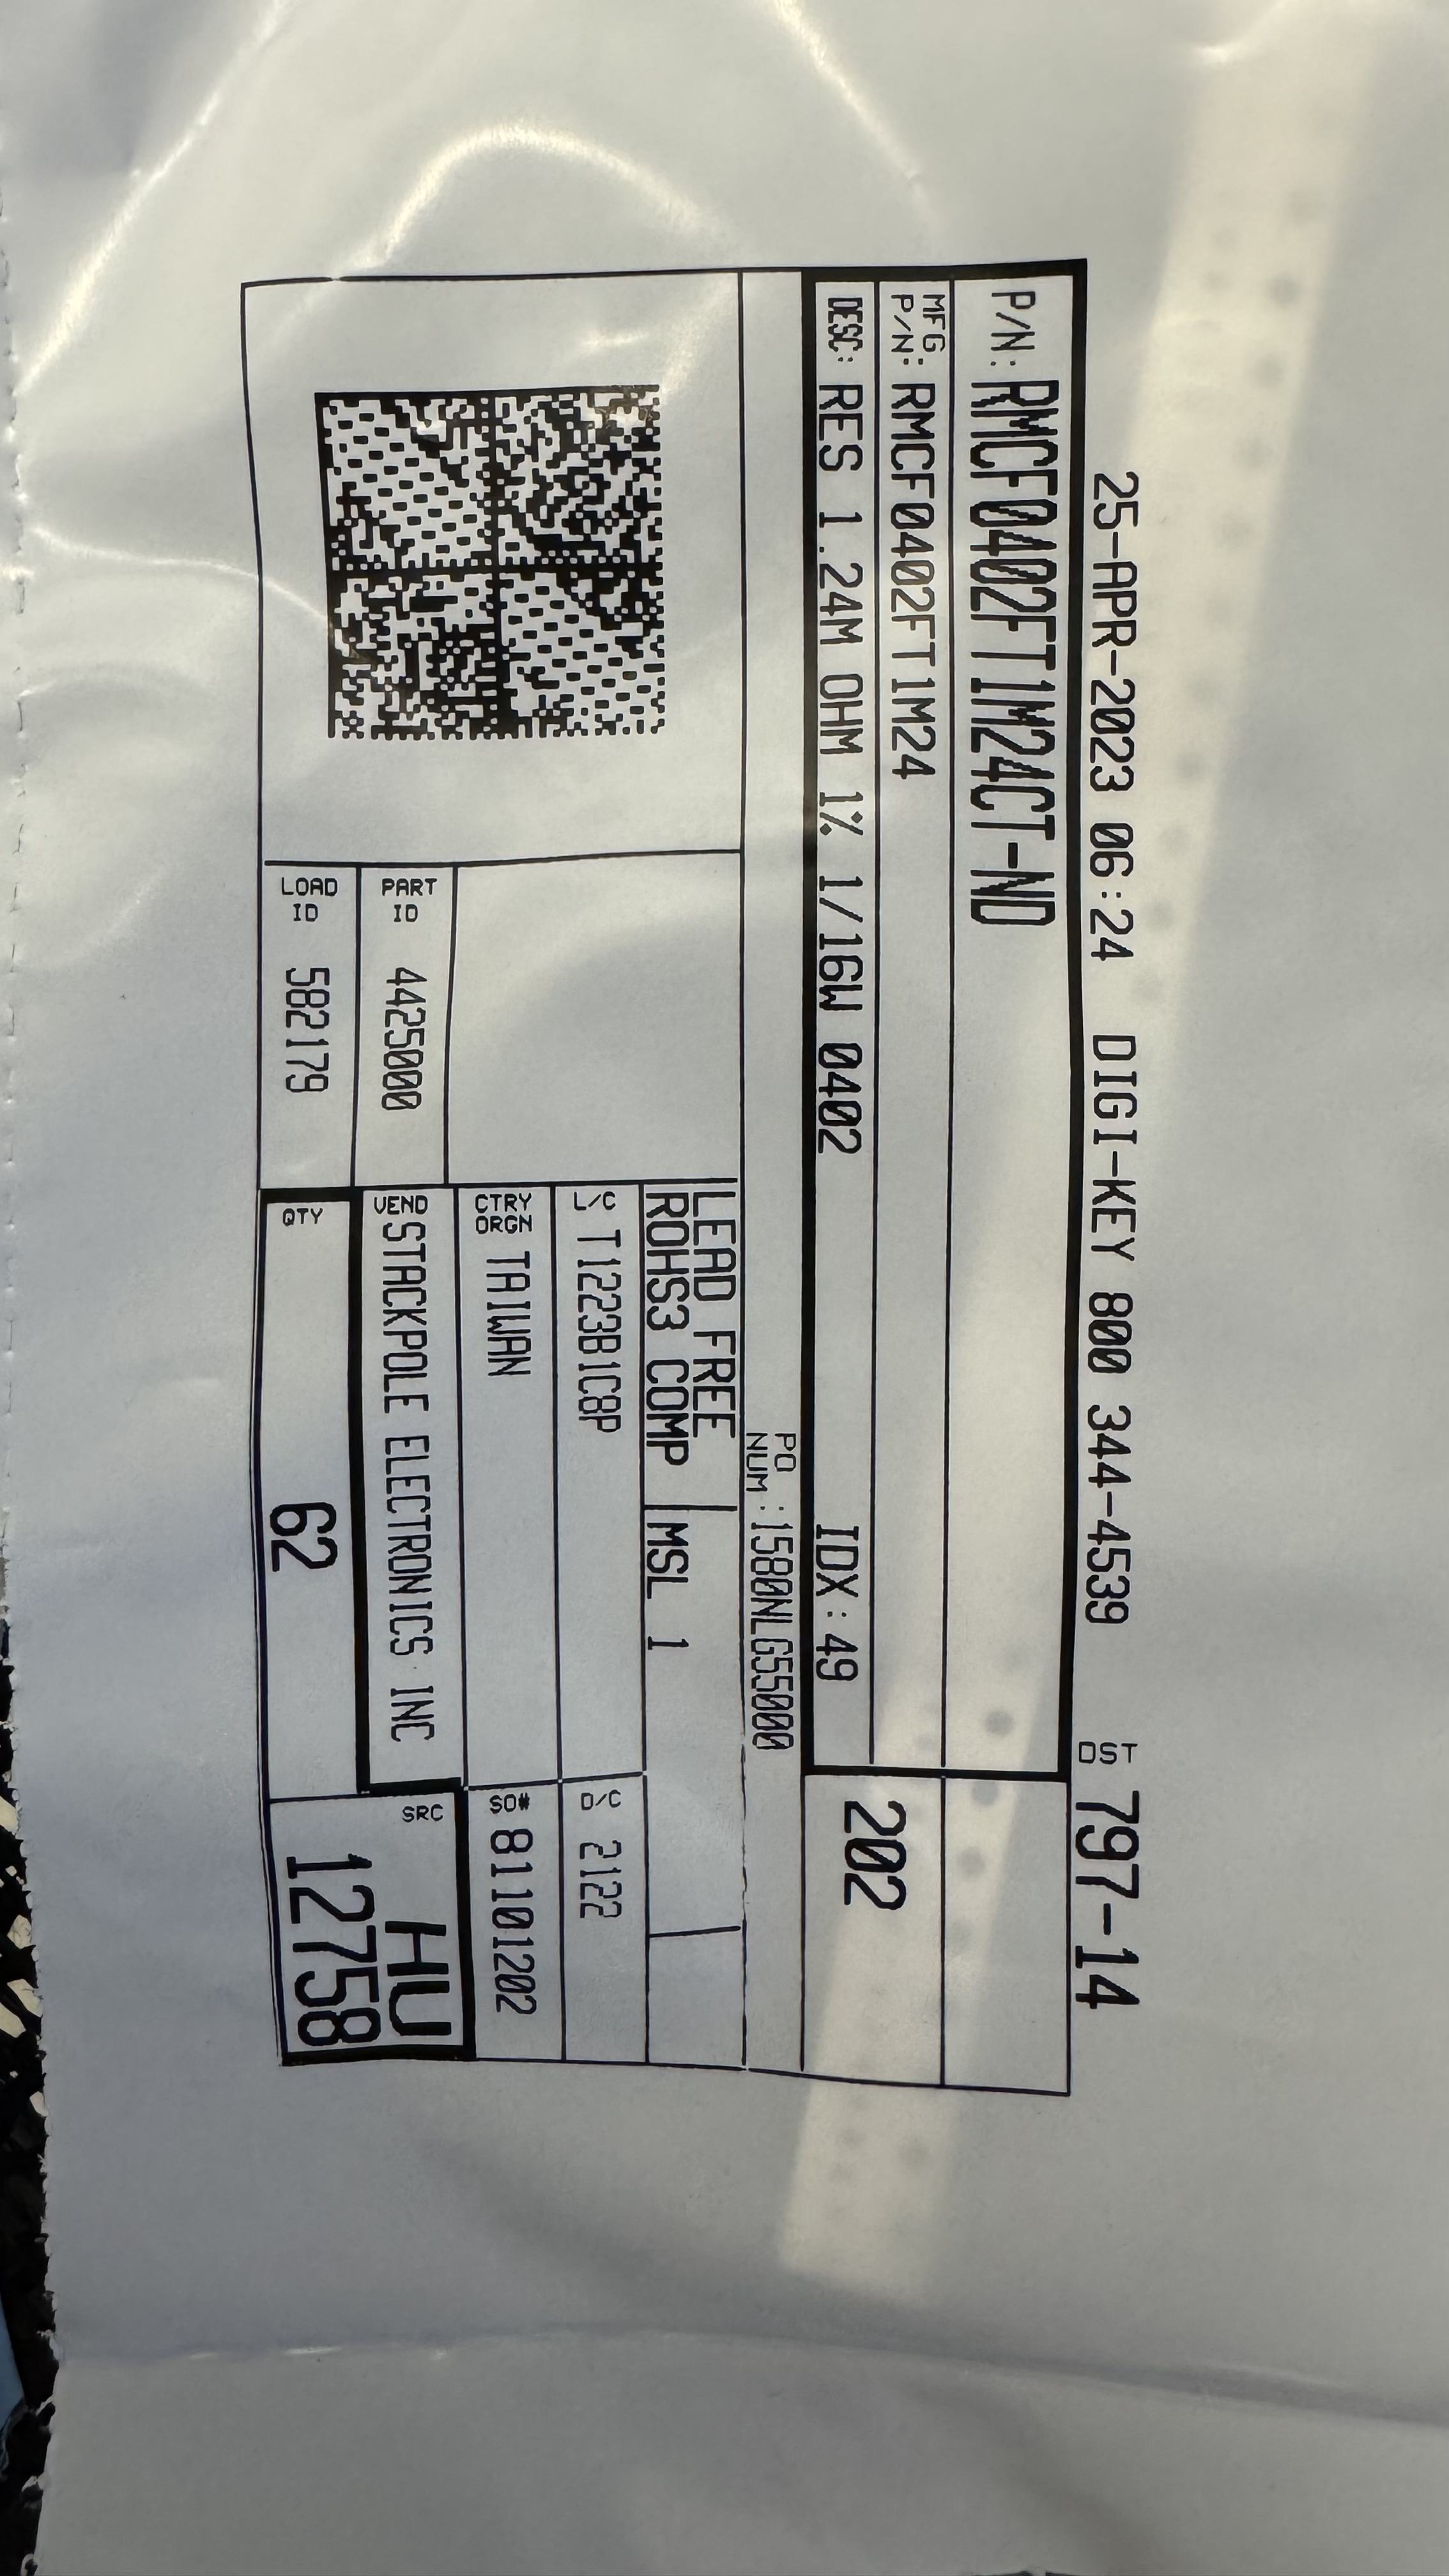 25-APR-2023 06:24 DIGI-KEY 800 344-4539 DST 797-14
P/N: RMCF0402FT1M24CT-ND
MFG P/N: RMCF0402FT1M24
DESC: RES 1.24M OHM 1% 1/16W 0402 IDX:49 202
PO NUM: 1580NLG55000
LEAD FREE
ROHS3 COMP MSL 1
L/C T1223B1C8P D/C 2122
CTRY ORGN TAIWAN SO# 81101202
PART ID 4425000 VEND STACKPOLE ELECTRONICS INC SRC HU
LOAD ID 582179 QTY 62 12758